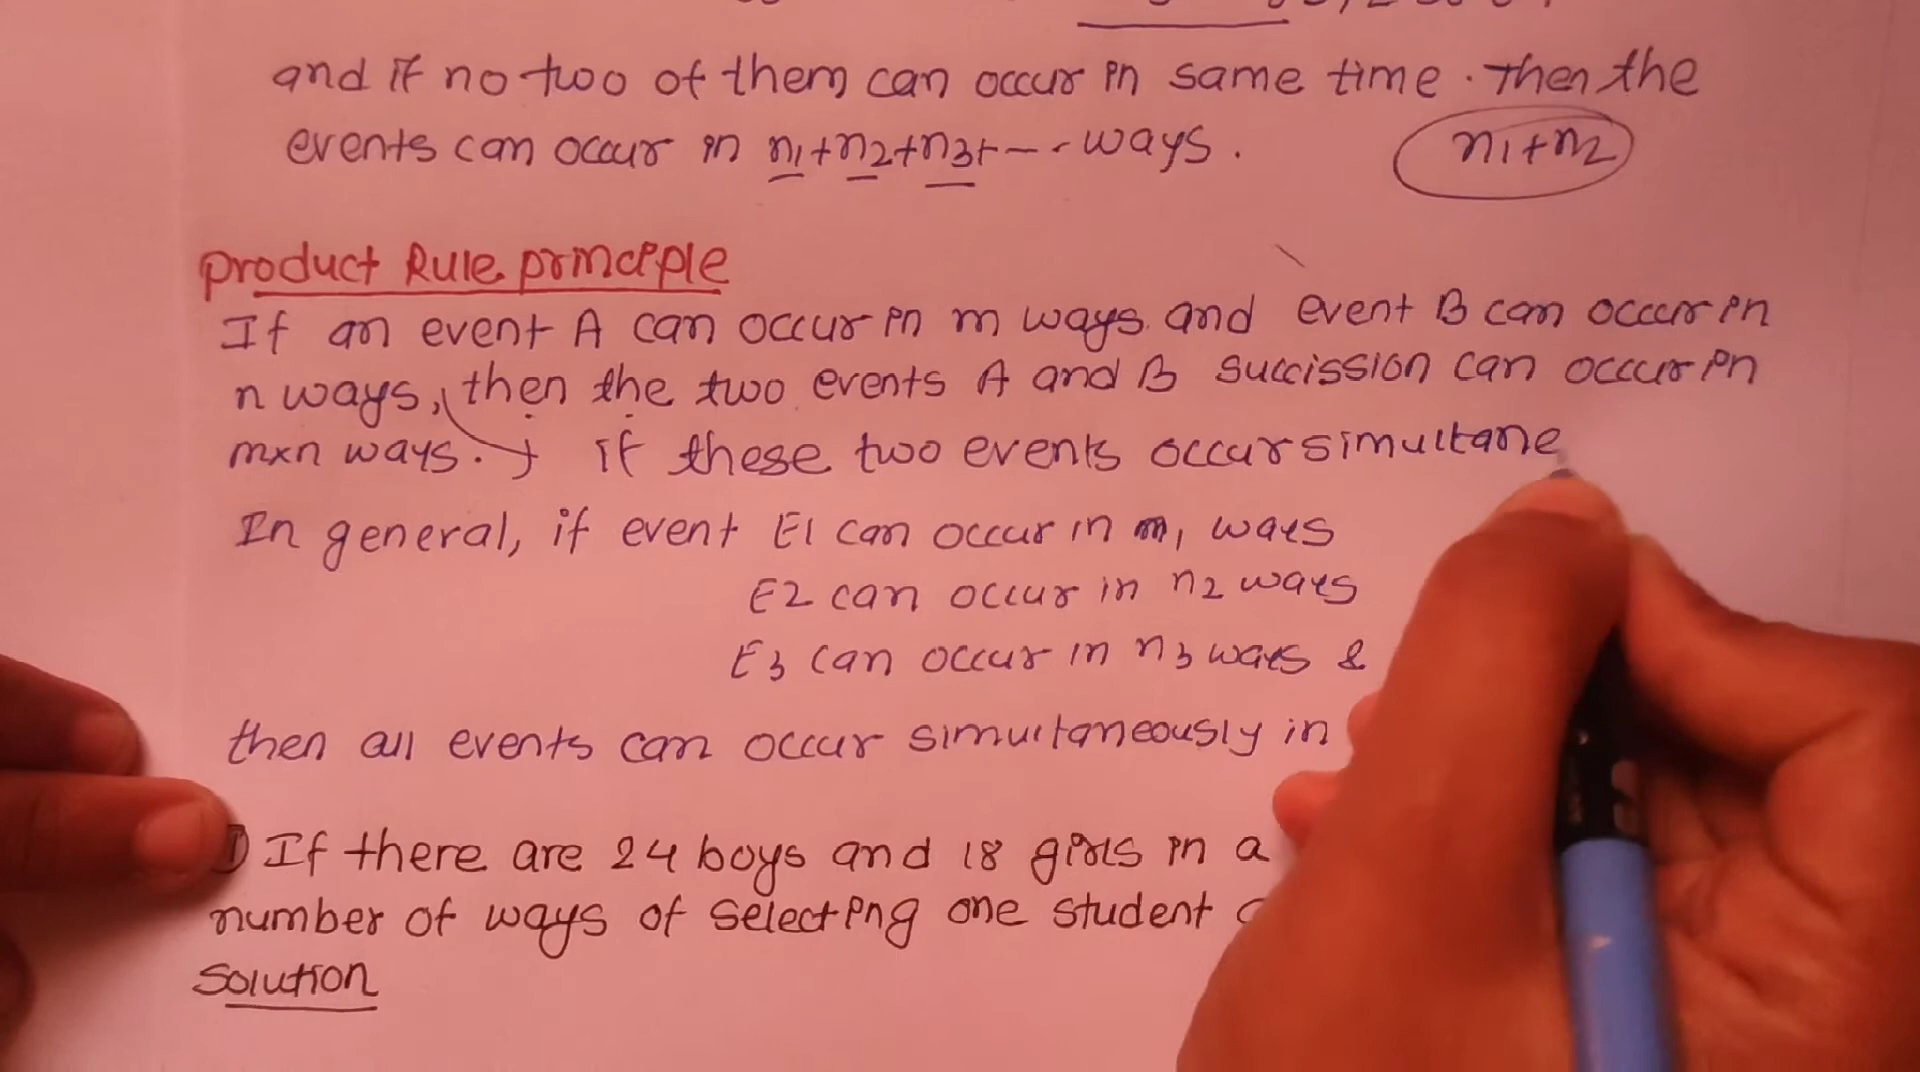 and if no two of them can occur in same time. Then the
events can occur in n1+n2+n3+--- ways.
n1+n2
product Rule principle
If an event A can occur in m ways and event B can occur in
n ways, then the two events A and B succission can occur in
mxn ways. if these two events occur simultane
In general, if event E1 can occur in n1 ways
E2 can occur in n2 ways
E3 can occur in n3 ways &
then all events can occur simultaneously in
1) If there are 24 boys and 18 girls in a
number of ways of selecting one student
Solution